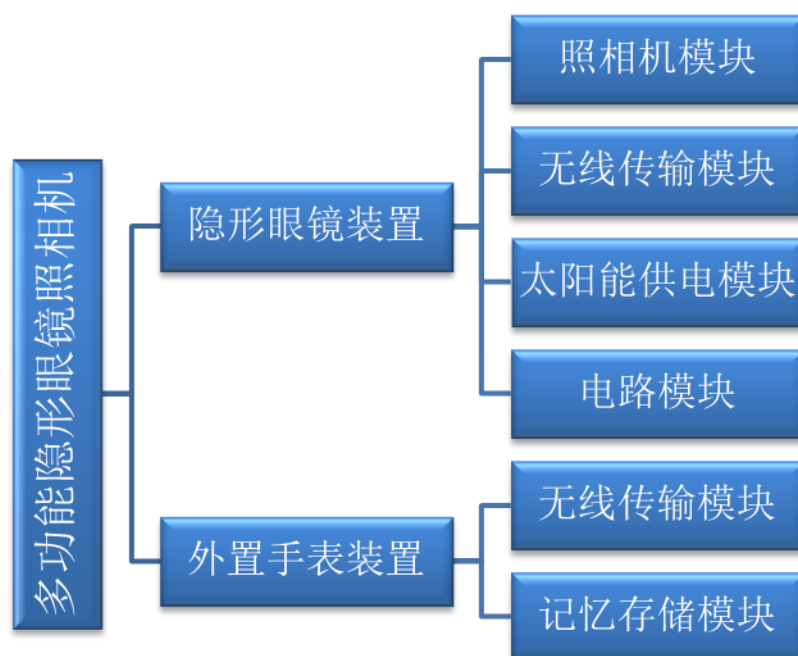 多功能隐形眼镜照相机
隐形眼镜装置
照相机模块
无线传输模块
太阳能供电模块
电路模块
外置手表装置
无线传输模块
记忆存储模块